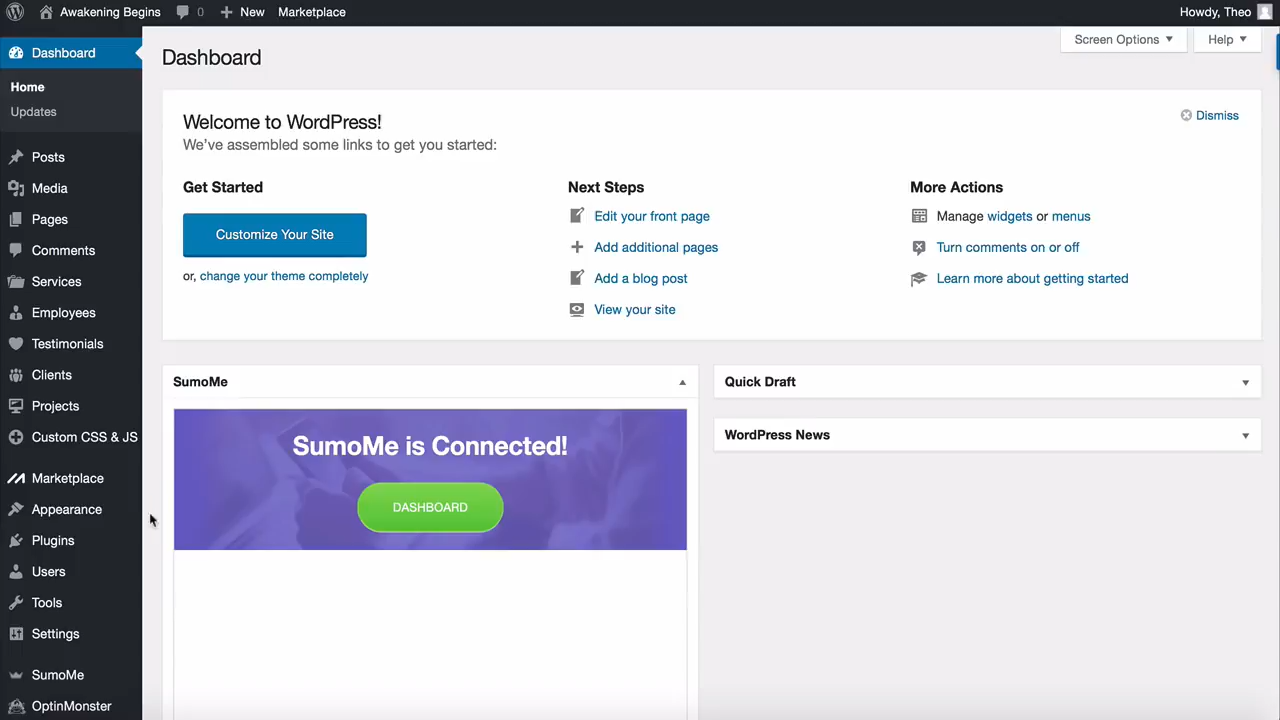 Awakening Begins 0 New Marketplace Howdy, Theo
Dashboard
Home
Updates
Posts
Media
Pages
Comments
Services
Employees
Testimonials
Clients
Projects
Custom CSS & JS
Marketplace
Appearance
Plugins
Users
Tools
Settings
SumoMe
OptinMonster
Screen Options Help
Dashboard
Welcome to WordPress!
Dismiss
We've assembled some links to get you started:
Get Started
Customize Your Site
or, change your theme completely
Next Steps
Edit your front page
Add additional pages
Add a blog post
View your site
More Actions
Manage widgets or menus
Turn comments on or off
Learn more about getting started
SumoMe
SumoMe is Connected!
DASHBOARD
Quick Draft
WordPress News